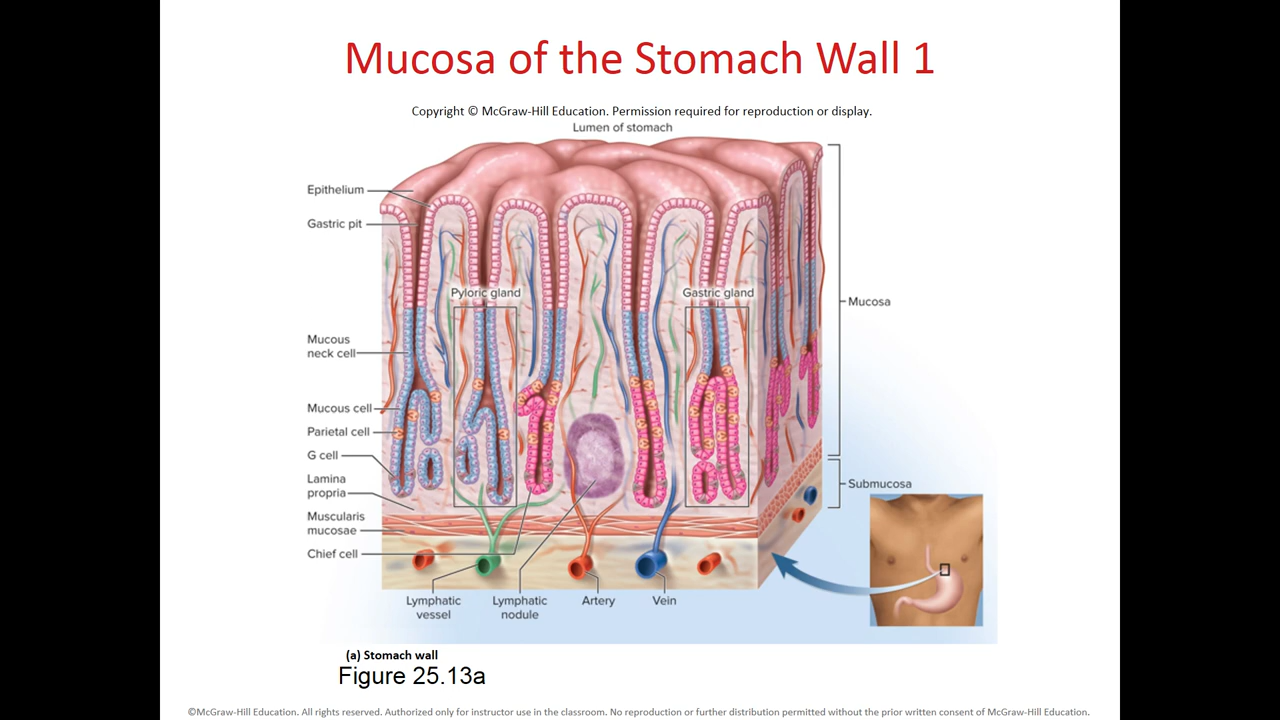 Mucosa of the Stomach Wall 1
Copyright © McGraw-Hill Education. Permission required for reproduction or display.
Lumen of stomach
Epithelium
Gastric pit
Pyloric gland
Gastric gland
Mucosa
Mucous
neck cell
Mucous cell
Parietal cell
G cell
Lamina
propria
Submucosa
Muscularis
mucosae
Chief cell
Lymphatic
vessel
Lymphatic
nodule
Artery
Vein
(a) Stomach wall
Figure 25.13a
©McGraw-Hill Education. All rights reserved. Authorized only for instructor use in the classroom. No reproduction or further distribution permitted without the prior written consent of McGraw-Hill Education.